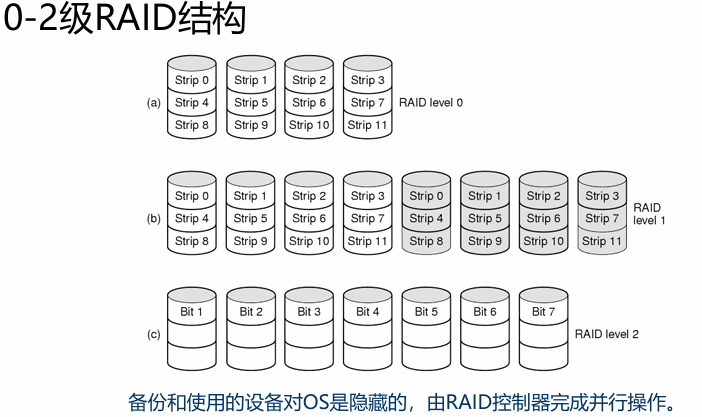 0-2级RAID结构
Strip 0 Strip 1 Strip 2 Strip 3
(a) Strip 4 Strip 5 Strip 6 Strip 7 RAID level 0
Strip 8 Strip 9 Strip 10 Strip 11
Strip 0 Strip 1 Strip 2 Strip 3 Strip 0 Strip 1 Strip 2 Strip 3
(b) Strip 4 Strip 5 Strip 6 Strip 7 Strip 4 Strip 5 Strip 6 Strip 7 RAID level 1
Strip 8 Strip 9 Strip 10 Strip 11 Strip 8 Strip 9 Strip 10 Strip 11
Bit 1 Bit 2 Bit 3 Bit 4 Bit 5 Bit 6 Bit 7
(c) RAID level 2
备份和使用的设备对OS是隐藏的，由RAID控制器完成并行操作。